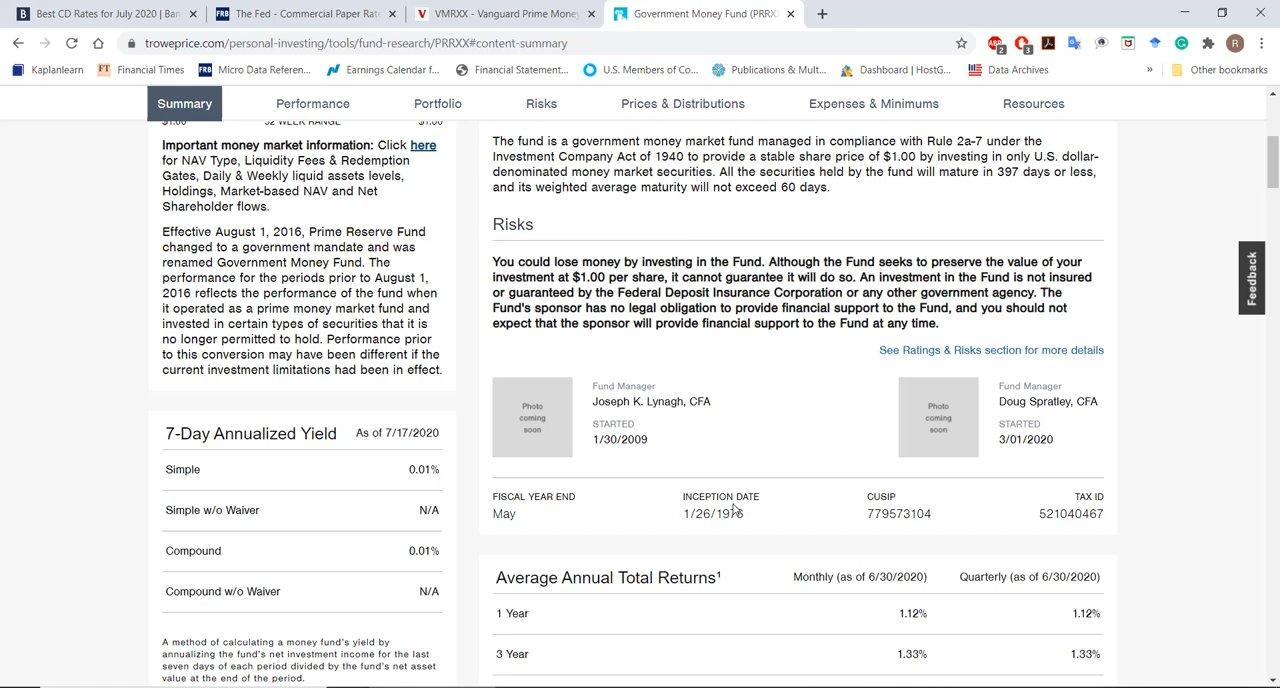 Best CD Rates for July 2020 | Ban
The Fed - Commercial Paper Rate
VMRXX - Vanguard Prime Money
Government Money Fund (PRRX
troweprice.com/personal-investing/tools/fund-research/PRRXX#content-summary
2
3
R
Kaplanlearn
Financial Times
Micro Data Referen...
Earnings Calendar f...
Financial Statement...
U.S. Members of Co...
Publications & Mult...
Dashboard | HostG...
Data Archives
»
Other bookmarks
Summary
Performance
Portfolio
Risks
Prices & Distributions
Expenses & Minimums
Resources
$1.00 52 WEEK RANGE $1.00
Important money market information: Click here
for NAV Type, Liquidity Fees & Redemption
Gates, Daily & Weekly liquid assets levels,
Holdings, Market-based NAV and Net
Shareholder flows.
Effective August 1, 2016, Prime Reserve Fund
changed to a government mandate and was
renamed Government Money Fund. The
performance for the periods prior to August 1,
2016 reflects the performance of the fund when
it operated as a prime money market fund and
invested in certain types of securities that it is
no longer permitted to hold. Performance prior
to this conversion may have been different if the
current investment limitations had been in effect.
7-Day Annualized Yield As of 7/17/2020
Simple 0.01%
Simple w/o Waiver N/A
Compound 0.01%
Compound w/o Waiver N/A
A method of calculating a money fund's yield by
annualizing the fund's net investment income for the last
seven days of each period divided by the fund's net asset
value at the end of the period.
The fund is a government money market fund managed in compliance with Rule 2a-7 under the
Investment Company Act of 1940 to provide a stable share price of $1.00 by investing in only U.S. dollar-
denominated money market securities. All the securities held by the fund will mature in 397 days or less,
and its weighted average maturity will not exceed 60 days.
Risks
You could lose money by investing in the Fund. Although the Fund seeks to preserve the value of your
investment at $1.00 per share, it cannot guarantee it will do so. An investment in the Fund is not insured
or guaranteed by the Federal Deposit Insurance Corporation or any other government agency. The
Fund's sponsor has no legal obligation to provide financial support to the Fund, and you should not
expect that the sponsor will provide financial support to the Fund at any time.
See Ratings & Risks section for more details
Photo
coming
soon
Fund Manager
Joseph K. Lynagh, CFA
STARTED
1/30/2009
Photo
coming
soon
Fund Manager
Doug Spratley, CFA
STARTED
3/01/2020
FISCAL YEAR END INCEPTION DATE CUSIP TAX ID
May 1/26/1976 779573104 521040467
Average Annual Total Returns¹ Monthly (as of 6/30/2020) Quarterly (as of 6/30/2020)
1 Year 1.12% 1.12%
3 Year 1.33% 1.33%
Feedback